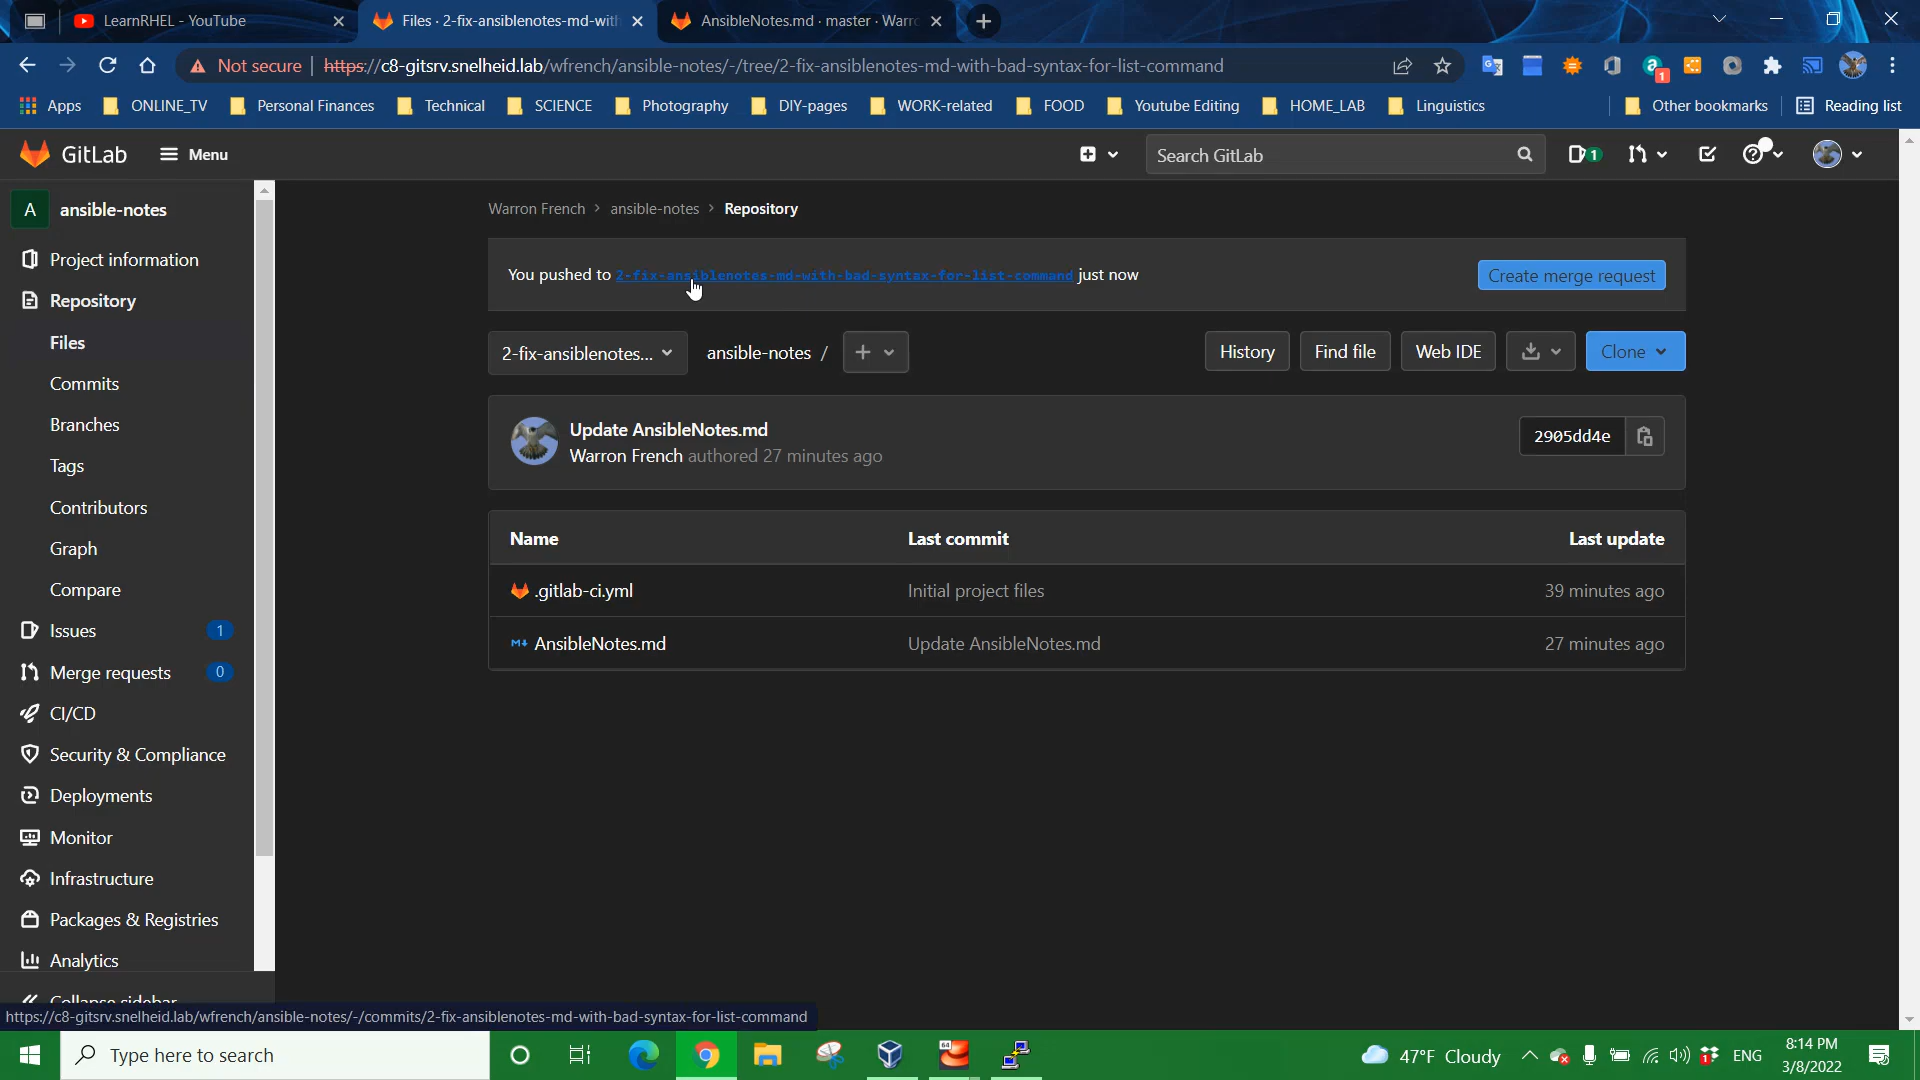 LearnRHEL - YouTube
Files · 2-fix-ansiblenotes-md-with
AnsibleNotes.md · master · Warro
Not secure
https://c8-gitsrv.snelheid.lab/wfrench/ansible-notes/-/tree/2-fix-ansiblenotes-md-with-bad-syntax-for-list-command
1
Apps
ONLINE_TV
Personal Finances
Technical
SCIENCE
Photography
DIY-pages
WORK-related
FOOD
Youtube Editing
HOME_LAB
Linguistics
Other bookmarks
Reading list
GitLab
Menu
Search GitLab
1
A
ansible-notes
Project information
Repository
Files
Commits
Branches
Tags
Contributors
Graph
Compare
Issues 1
Merge requests 0
CI/CD
Security & Compliance
Deployments
Monitor
Infrastructure
Packages & Registries
Analytics
Collapse sidebar
Warron French > ansible-notes > Repository
You pushed to 2-fix-ansiblenotes-md-with-bad-syntax-for-list-command just now
Create merge request
2-fix-ansiblenotes...
ansible-notes /
History
Find file
Web IDE
Clone
Update AnsibleNotes.md
Warron French authored 27 minutes ago
2905dd4e
Name Last commit Last update
.gitlab-ci.yml Initial project files 39 minutes ago
AnsibleNotes.md Update AnsibleNotes.md 27 minutes ago
https://c8-gitsrv.snelheid.lab/wfrench/ansible-notes/-/commits/2-fix-ansiblenotes-md-with-bad-syntax-for-list-command
Type here to search
64
47°F Cloudy
1
ENG
8:14 PM
3/8/2022